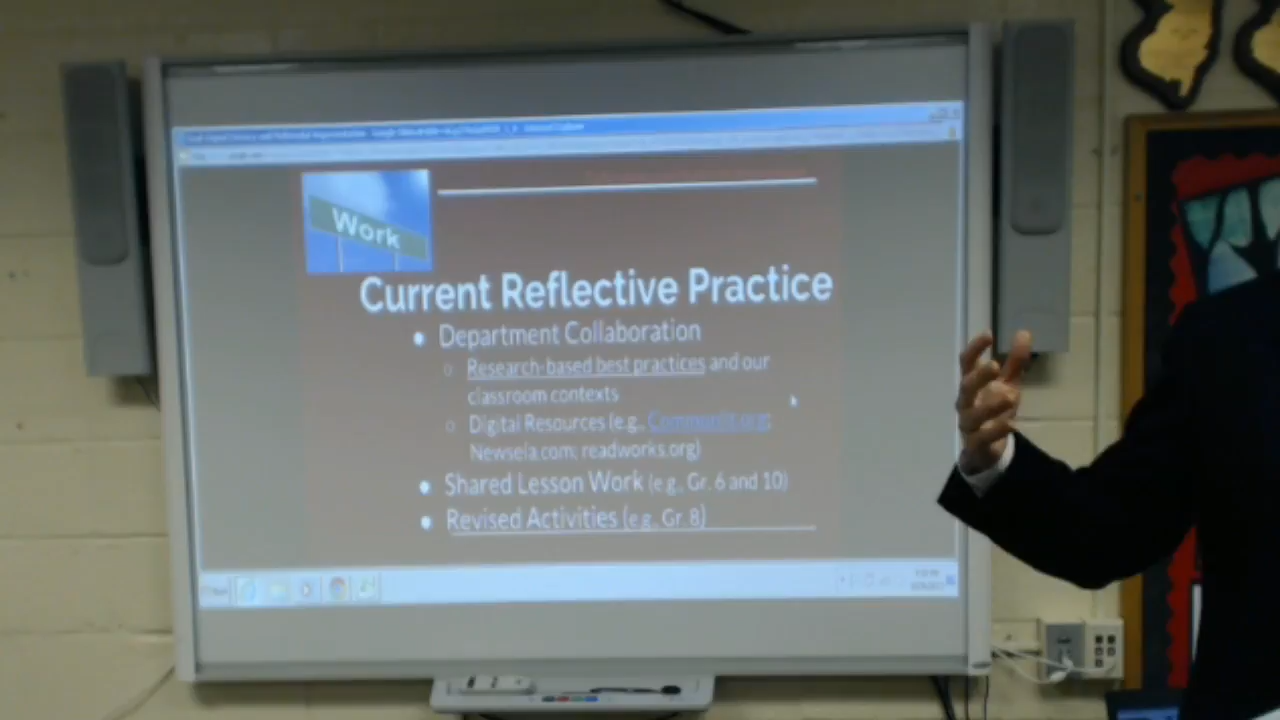 Work
Current Reflective Practice
● Department Collaboration
○ Research-based best practices and our
classroom contexts
○ Digital Resources (e.g.,
Newsela.com; readworks.org)
● Shared Lesson Work (e.g., Gr. 6 and 10)
● Revised Activities (e.g. Gr 8)